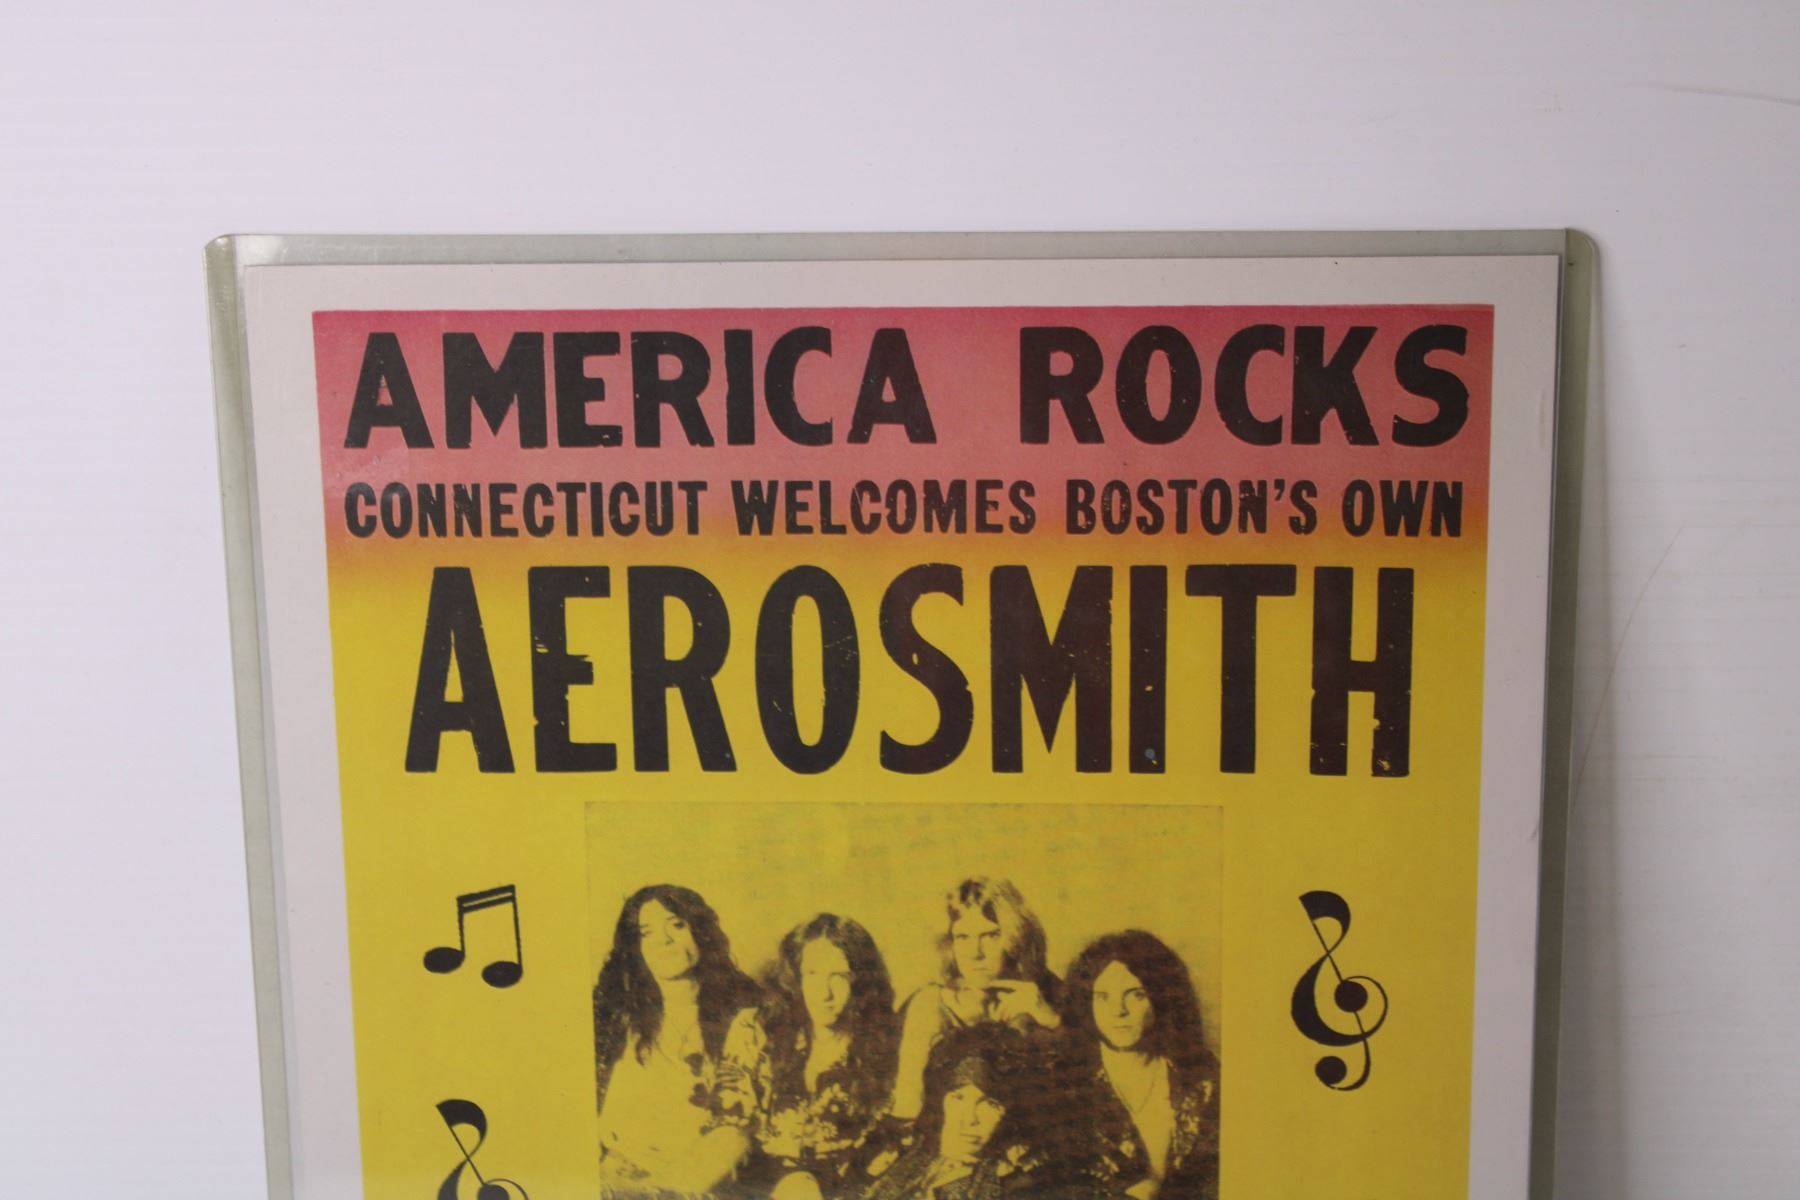 AMERICA ROCKS
CONNECTICUT WELCOMES BOSTON'S OWN
AEROSMITH